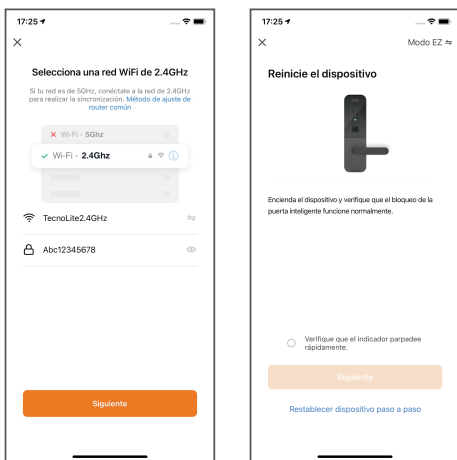 17:25
Selecciona una red WiFi de 2.4GHz
Si tu red es de 5GHz, conéctate a la red de 2.4GHz
para realizar la sincronización. Método de ajuste de
router común
Wi-Fi - 5Ghz
Wi-Fi - 2.4Ghz
TecnoLite2.4GHz
Abc12345678
Siguiente
17:25
Modo EZ
Reinicie el dispositivo
Encienda el dispositivo y verifique que el bloqueo de la
puerta inteligente funcione normalmente.
Verifique que el indicador parpadee
rápidamente.
Siguiente
Restablecer dispositivo paso a paso